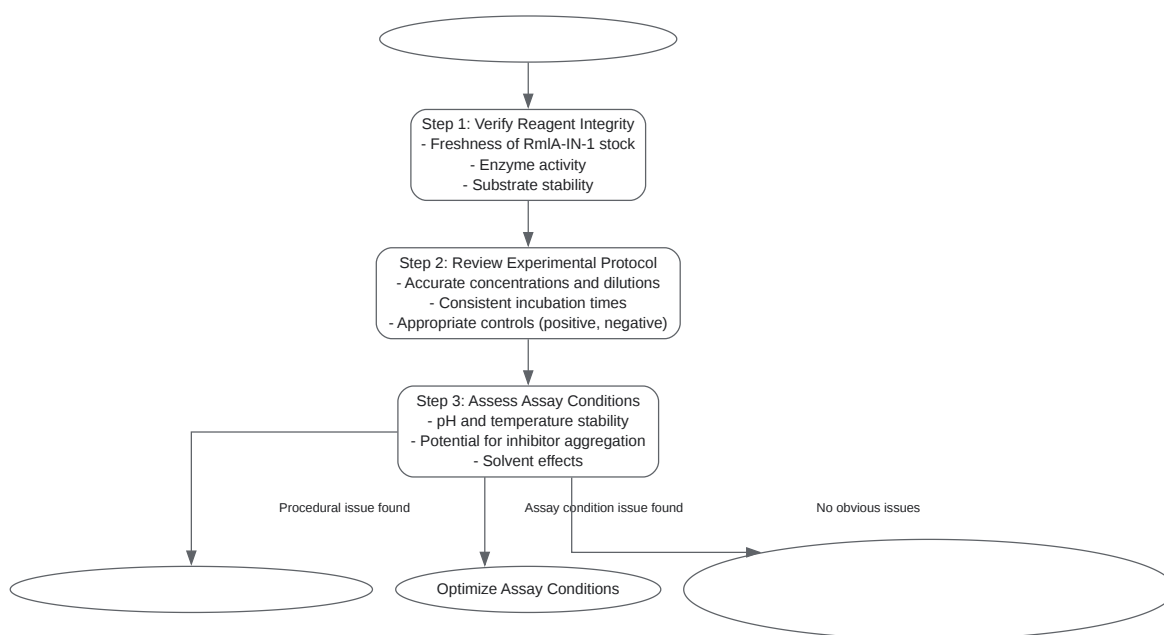 Step 1: Verify Reagent Integrity
- Freshness of RmlA-IN-1 stock
- Enzyme activity
- Substrate stability
Step 2: Review Experimental Protocol
- Accurate concentrations and dilutions
- Consistent incubation times
- Appropriate controls (positive, negative)
Step 3: Assess Assay Conditions
- pH and temperature stability
- Potential for inhibitor aggregation
- Solvent effects
Procedural issue found
Assay condition issue found
No obvious issues
Optimize Assay Conditions